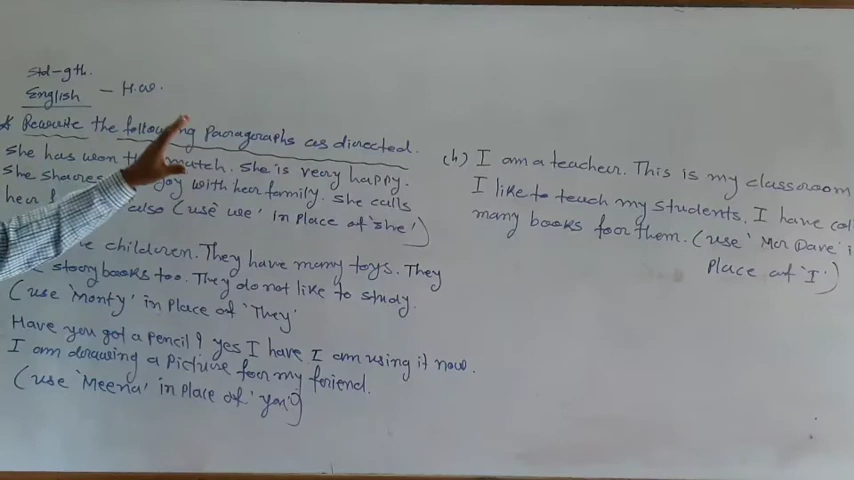 Std-9th.
English - H.W.
* Rewrite the following Paragraphs as directed.
She has won the match. She is very happy.
She shares joy with her family. She calls
her also (use 'we' in place of 'she')
children. They have many toys. They
story books too. They do not like to study.
(use 'Monty' in place of 'They'
Have you got a pencil? yes I have I am using it now.
I am drawing a picture for my friend.
(use 'Meena' in place of 'you')
(h) I am a teacher. This is my classroom
I like to teach my students. I have
many books for them. (use 'Mr Dave'
place of 'I'.)